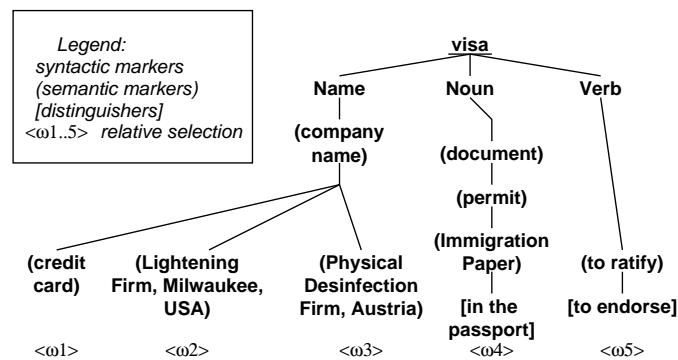 Legend:
syntactic markers
(semantic markers)
[distinguishers]
<ω1..5> relative selection
visa
Name Noun Verb
(company
name)
(document)
(permit)
(Immigration
Paper)
(credit
card)
(Lightening
Firm, Milwaukee,
USA)
(Physical
Desinfection
Firm, Austria)
(to ratify)
[in the
passport]
[to endorse]
<ω1> <ω2> <ω3> <ω4> <ω5>